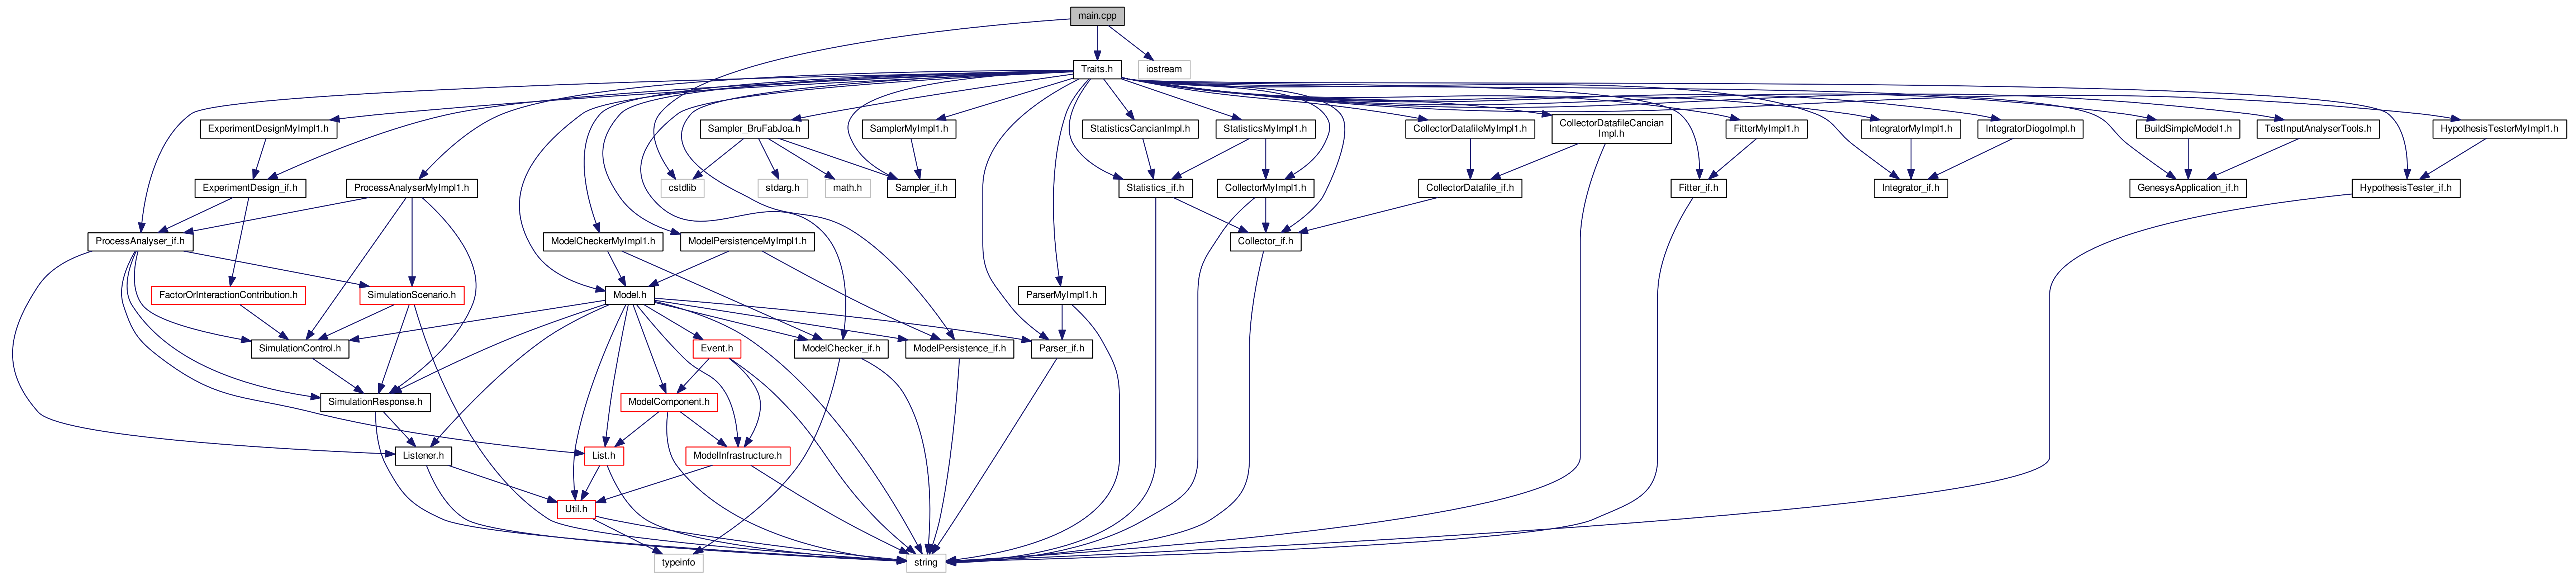 main.cpp
Traits.h
iostream
ExperimentDesignMyImpl1.h
Sampler_BruFabJoa.h
SamplerMyImpl1.h
StatisticsCancianImpl.h
StatisticsMyImpl1.h
CollectorDatafileMyImpl1.h
CollectorDatafileCancian
Impl.h
FitterMyImpl1.h
IntegratorMyImpl1.h
IntegratorDiogoImpl.h
BuildSimpleModel1.h
TestInputAnalyserTools.h
HypothesisTesterMyImpl1.h
ExperimentDesign_if.h
ProcessAnalyserMyImpl1.h
cstdlib
stdarg.h
math.h
Sampler_if.h
Statistics_if.h
CollectorMyImpl1.h
CollectorDatafile_if.h
Fitter_if.h
Integrator_if.h
GenesysApplication_if.h
HypothesisTester_if.h
ProcessAnalyser_if.h
ModelCheckerMyImpl1.h
ModelPersistenceMyImpl1.h
Collector_if.h
FactorOrInteractionContribution.h
SimulationScenario.h
Model.h
ParserMyImpl1.h
SimulationControl.h
Event.h
ModelChecker_if.h
ModelPersistence_if.h
Parser_if.h
SimulationResponse.h
ModelComponent.h
Listener.h
List.h
ModelInfrastructure.h
Util.h
typeinfo
string